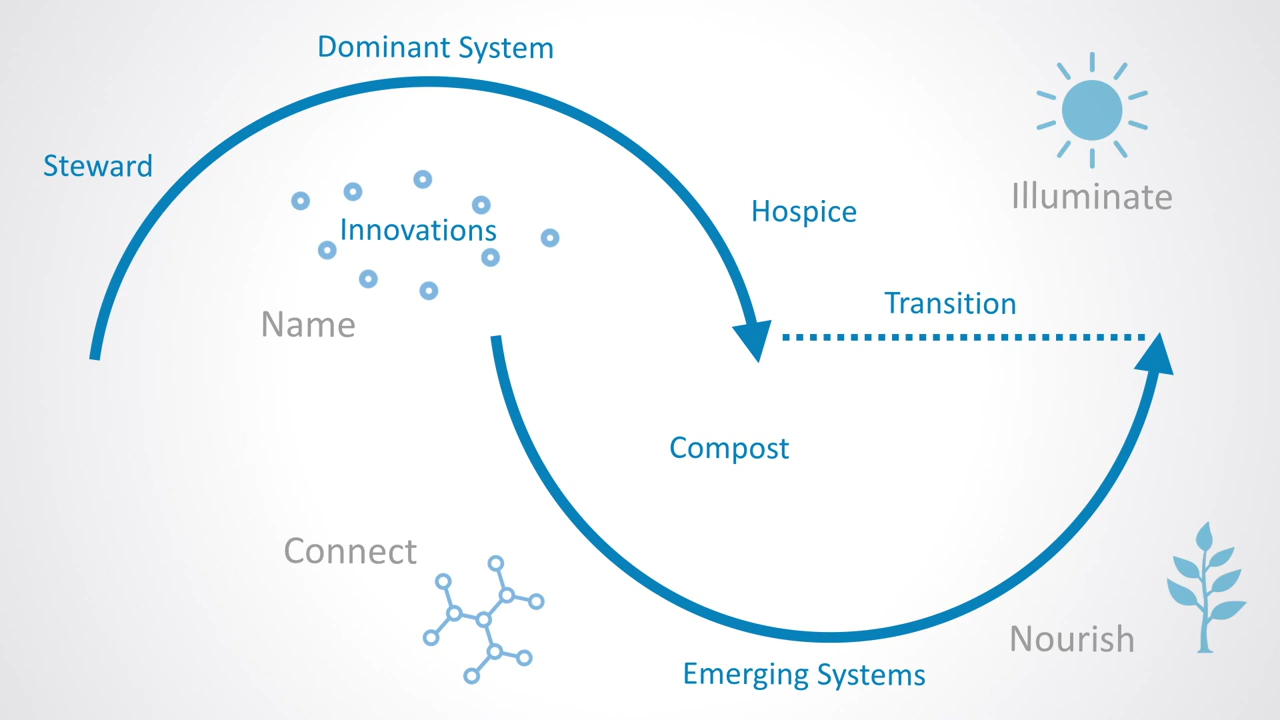 Dominant System
Steward
Illuminate
Hospice
Innovations
Transition
Name
Compost
Connect
Nourish
Emerging Systems